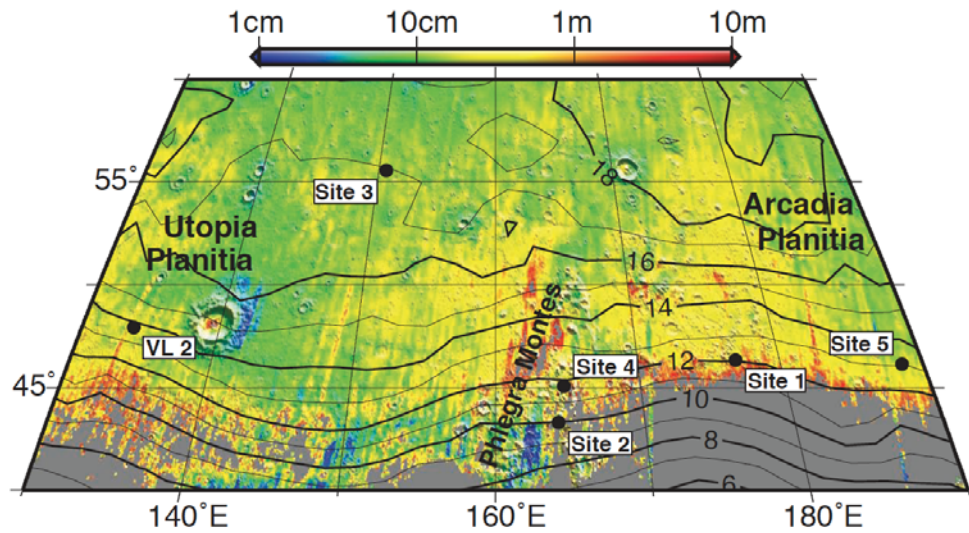 1cm 10cm 1m 10m
18
55°
Site 3
Utopia
Planitia
Arcadia
Planitia
16
14
VL 2
Phlegra Montes
Site 5
12
Site 4
Site 1
45°
10
Site 2
8
6
140°E 160°E 180°E